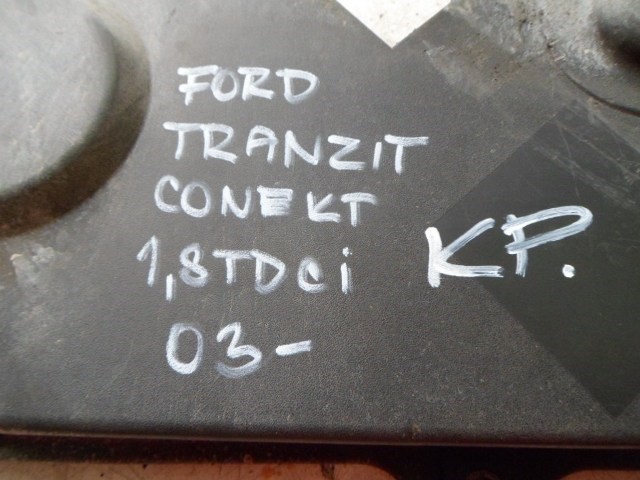 FORD
TRANZIT
CONEKT
1,8TDCi
KP.
03-